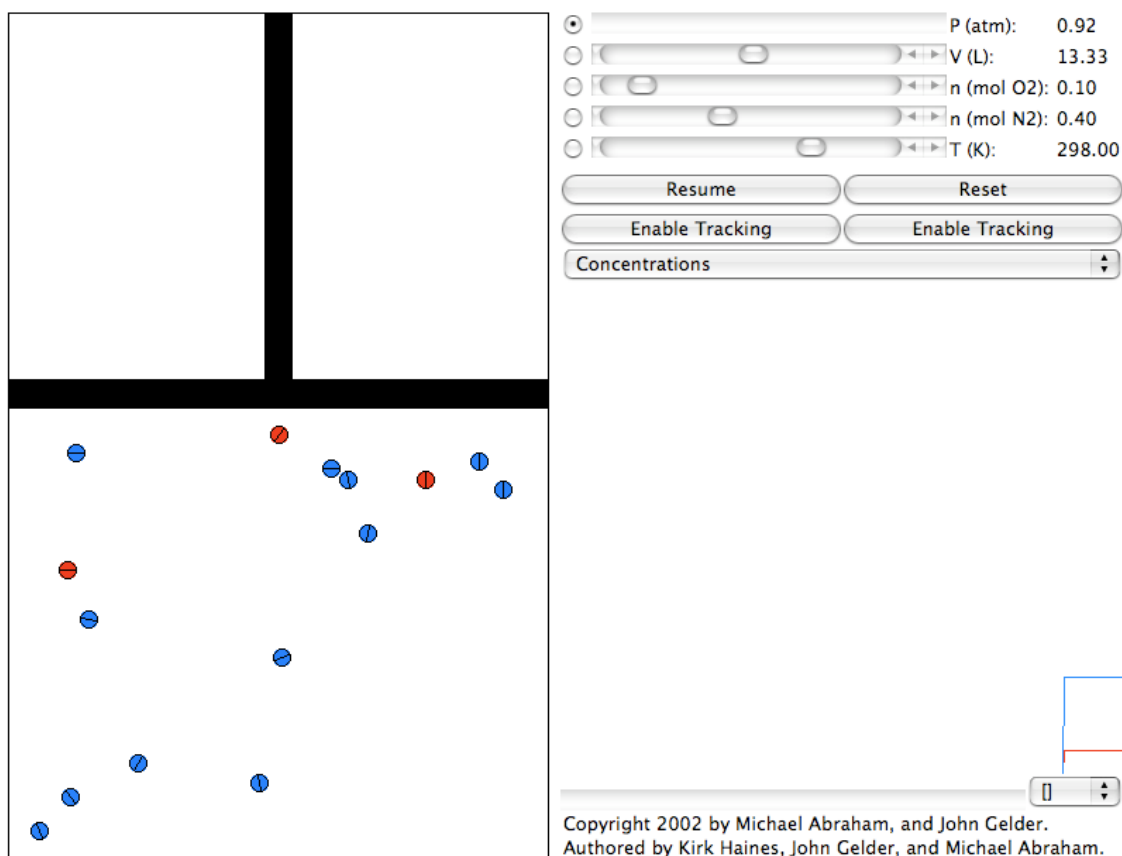 P (atm): 0.92
V (L): 13.33
n (mol O2): 0.10
n (mol N2): 0.40
T (K): 298.00
Resume Reset
Enable Tracking Enable Tracking
Concentrations
[]
Copyright 2002 by Michael Abraham, and John Gelder.
Authored by Kirk Haines, John Gelder, and Michael Abraham.